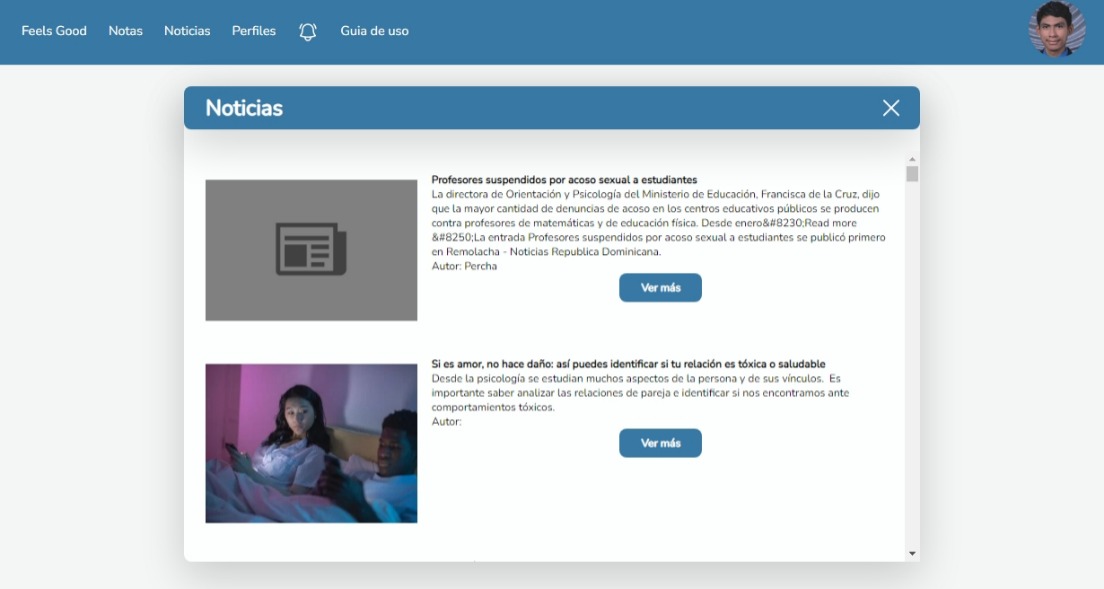 Feels Good Notas Noticias Perfiles Guia de uso
Noticias
Profesores suspendidos por acoso sexual a estudiantes
La directora de Orientación y Psicología del Ministerio de Educación, Francisca de la Cruz, dijo
que la mayor cantidad de denuncias de acoso en los centros educativos públicos se producen
contra profesores de matemáticas y de educación física. Desde enero&#8230;Read more
&#8250;La entrada Profesores suspendidos por acoso sexual a estudiantes se publicó primero
en Remolacha - Noticias Republica Dominicana.
Autor: Percha
Ver más
Si es amor, no hace daño: así puedes identificar si tu relación es tóxica o saludable
Desde la psicología se estudian muchos aspectos de la persona y de sus vínculos. Es
importante saber analizar las relaciones de pareja e identificar si nos encontramos ante
comportamientos tóxicos.
Autor:
Ver más